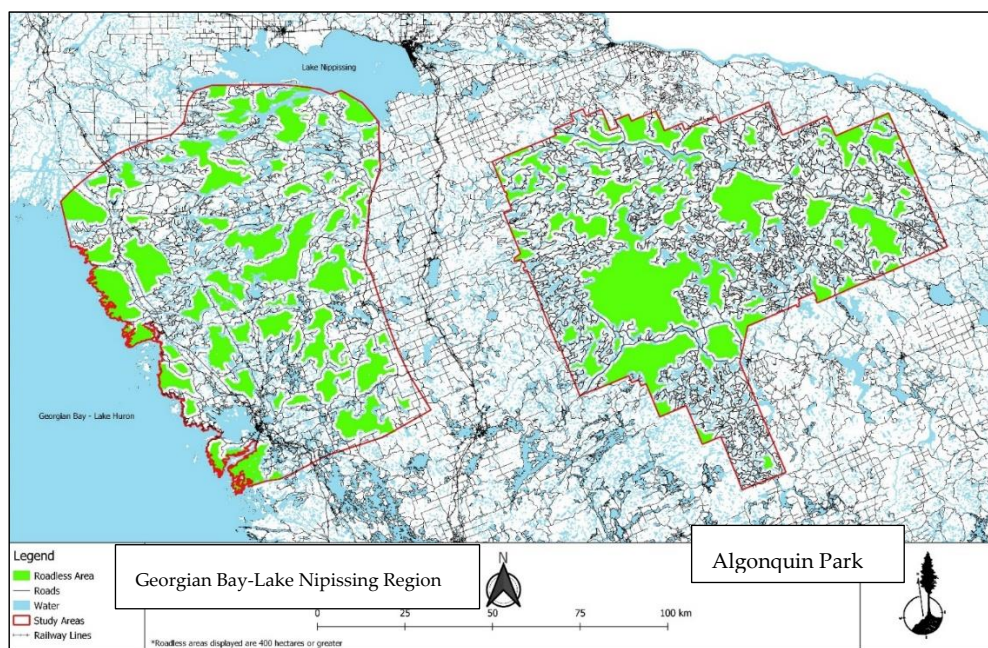 Lake Nippissing
Georgian Bay - Lake Huron
Legend
Roadless Area
Roads
Water
Study Areas
Railway Lines
Georgian Bay-Lake Nipissing Region
N
0 25 50 75 100 km
*Roadless areas displayed are 400 hectares or greater
Algonquin Park